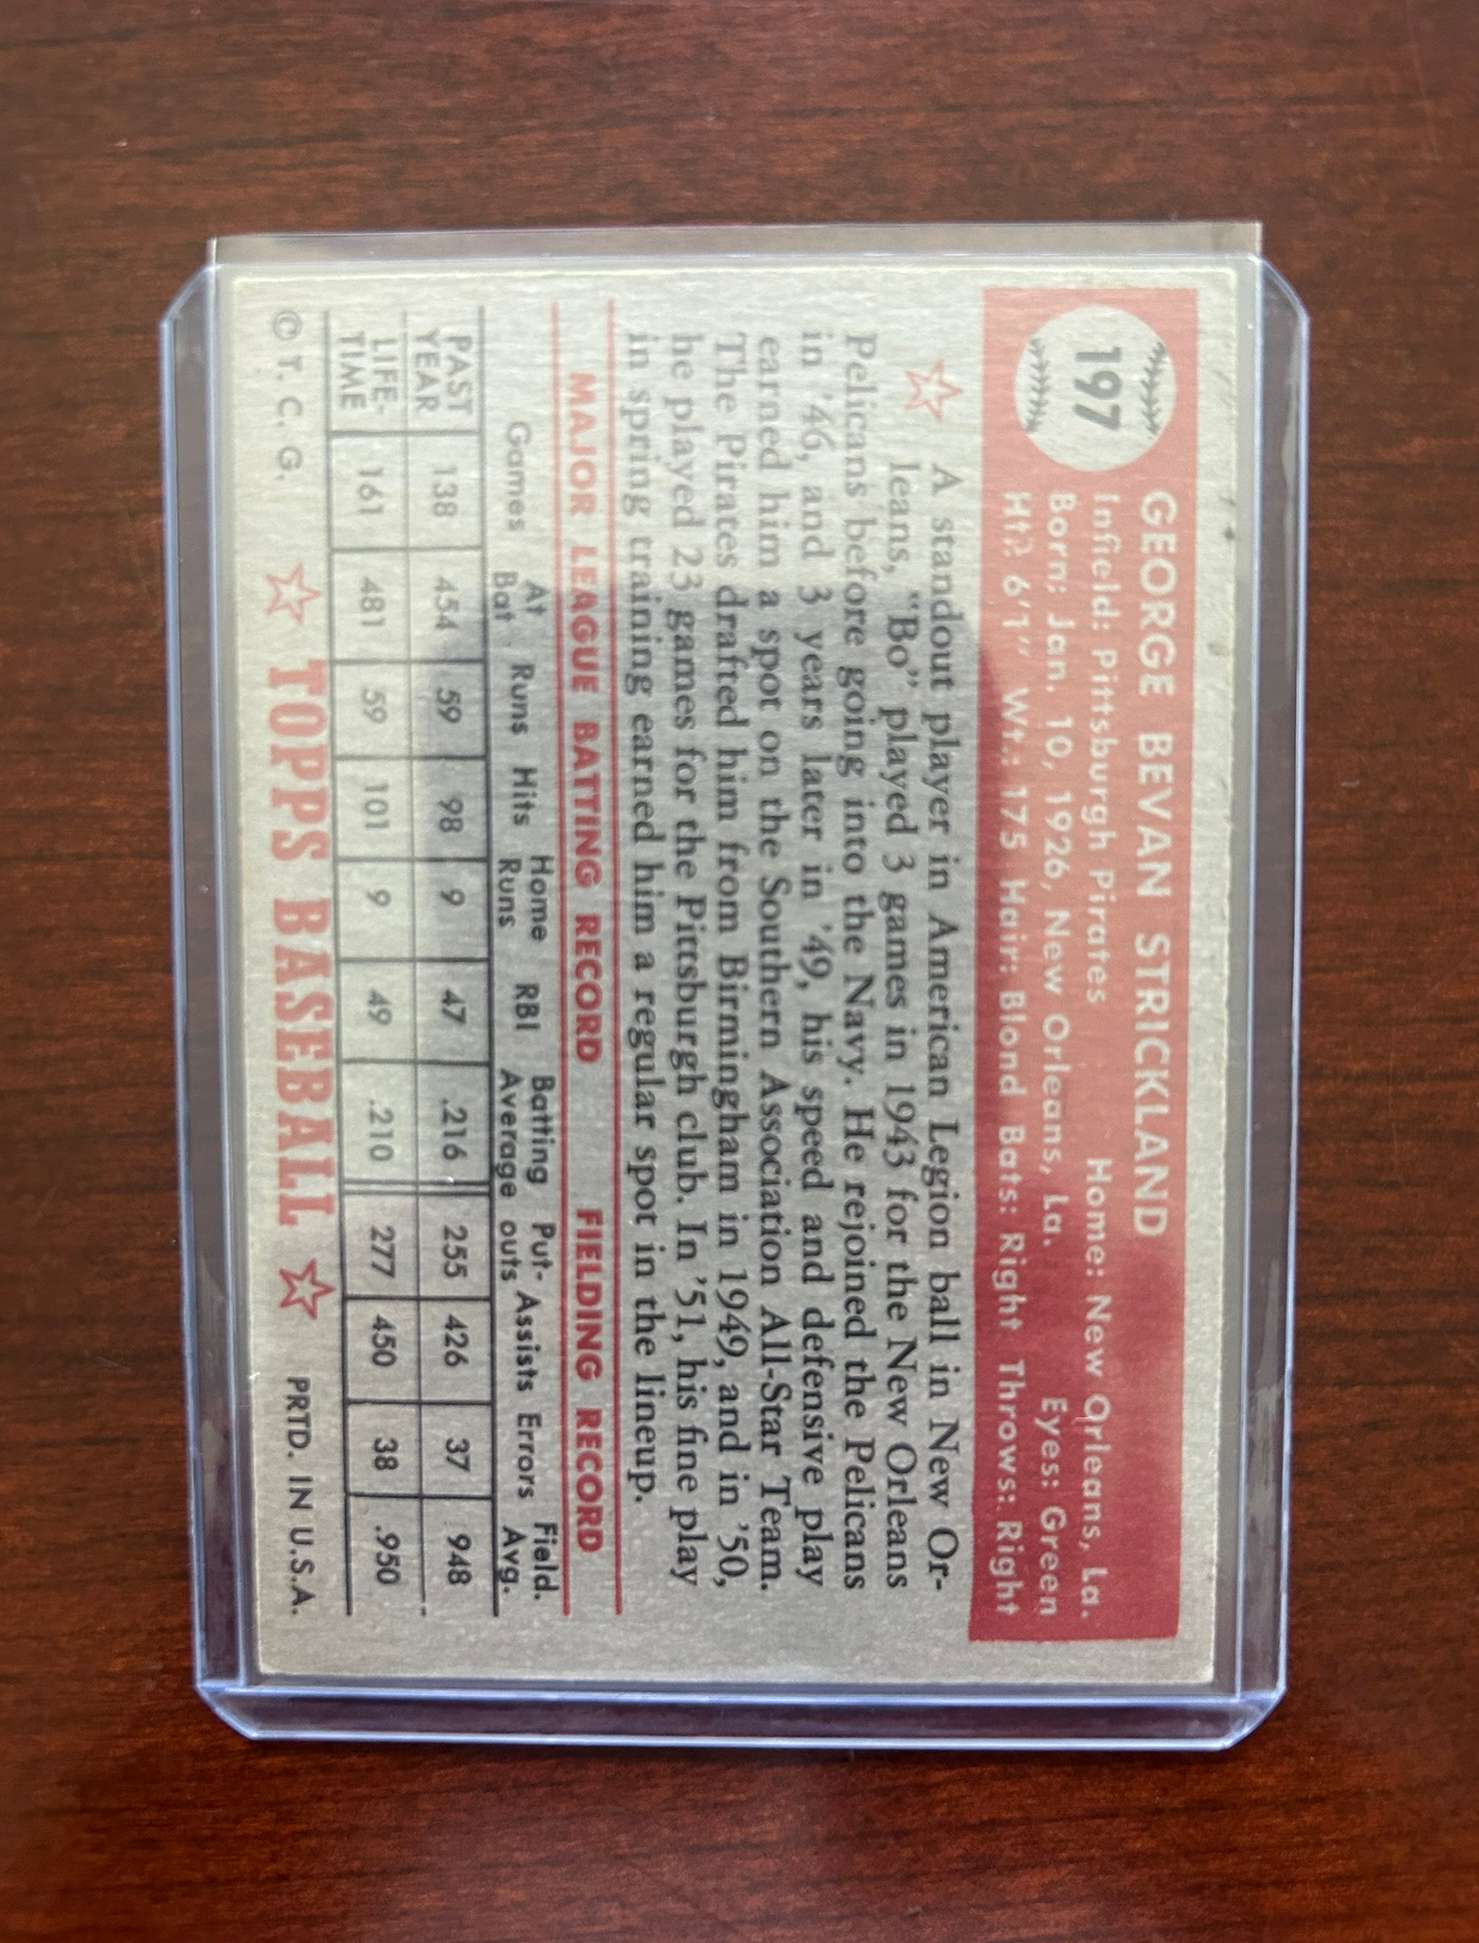 197
GEORGE BEVAN STRICKLAND
Infield: Pittsburgh Pirates Home: New Orleans, La.
Born: Jan. 10, 1926, New Orleans, La. Eyes: Green
Ht.: 6'1" Wt.: 175 Hair: Blond Bats: Right Throws: Right
A standout player in American Legion ball in New Or-
leans, "Bo" played 3 games in 1943 for the New Orleans
Pelicans before going into the Navy. He rejoined the Pelicans
in '46, and 3 years later in '49, his speed and defensive play
earned him a spot on the Southern Association All-Star Team.
The Pirates drafted him from Birmingham in 1949, and in '50,
he played 23 games for the Pittsburgh club. In '51, his fine play
in spring training earned him a regular spot in the lineup.
MAJOR LEAGUE BATTING RECORD FIELDING RECORD
Games At Bat Runs Hits Home Runs RBI Batting Average Put-outs Assists Errors Field. Avg.
PAST YEAR 138 454 59 98 9 47 .216 255 426 37 .948
LIFE-TIME 161 481 59 101 9 49 .210 277 450 38 .950
© T. C. G. TOPPS BASEBALL PRTD. IN U.S.A.